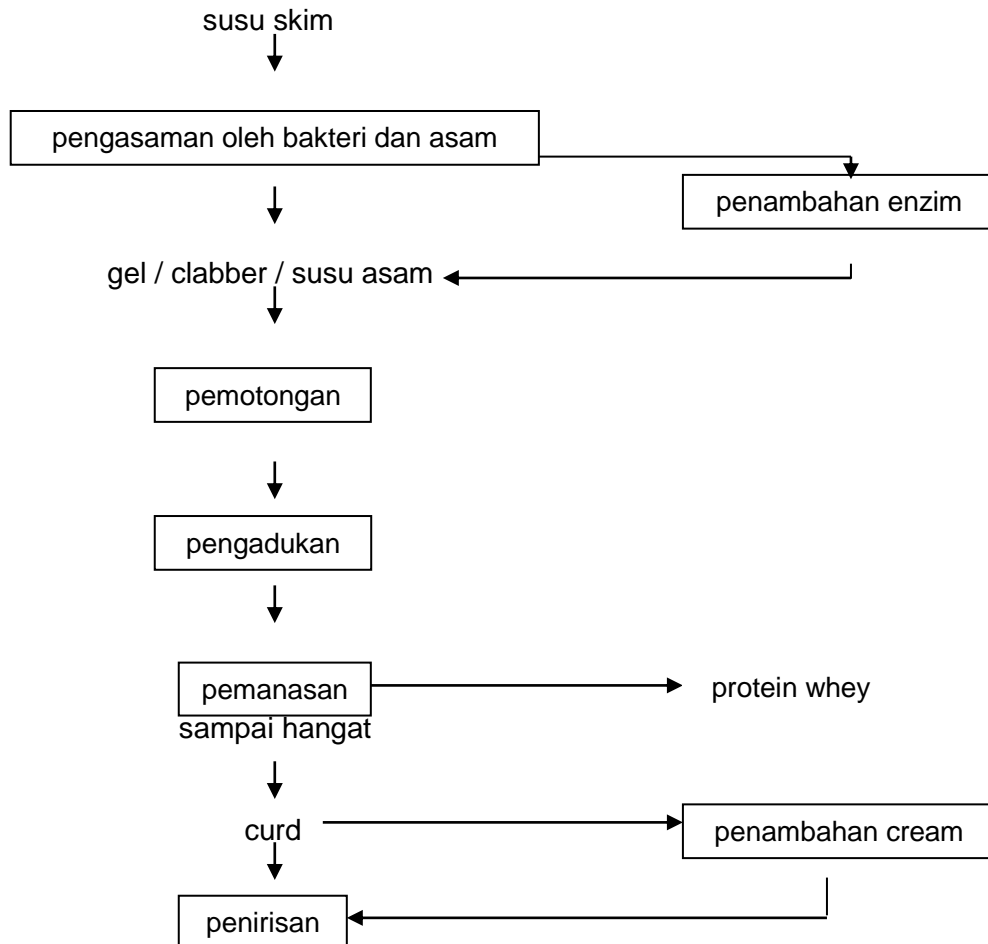 susu skim
pengasaman oleh bakteri dan asam
penambahan enzim
gel / clabber / susu asam
pemotongan
pengadukan
pemanasan
protein whey
sampai hangat
curd
penambahan cream
penirisan